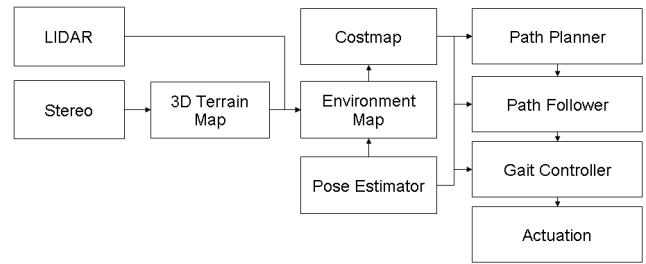 LIDAR
Costmap
Path Planner
Stereo
3D Terrain
Map
Environment
Map
Path Follower
Pose Estimator
Gait Controller
Actuation